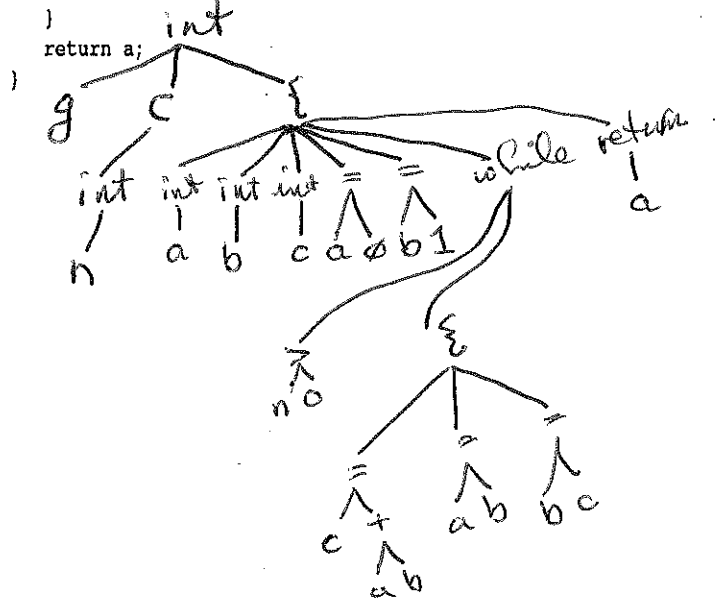 }
int
return a;
}
g ( {
int int int int = = while return
n a b c a 0 b 1 a
> {
n 0
= = =
c + a b b c
a b